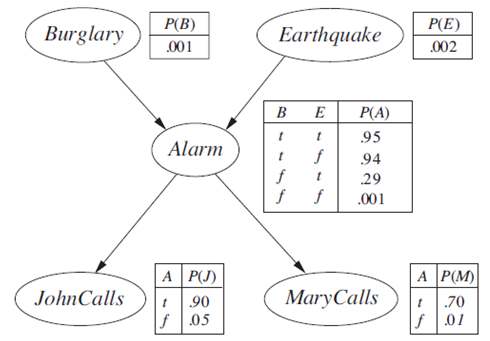 Burglary
P(B)
.001
Earthquake
P(E)
.002
Alarm
B E P(A)
t t .95
t f .94
f t .29
f f .001
JohnCalls
A P(J)
t .90
f .05
MaryCalls
A P(M)
t .70
f .01